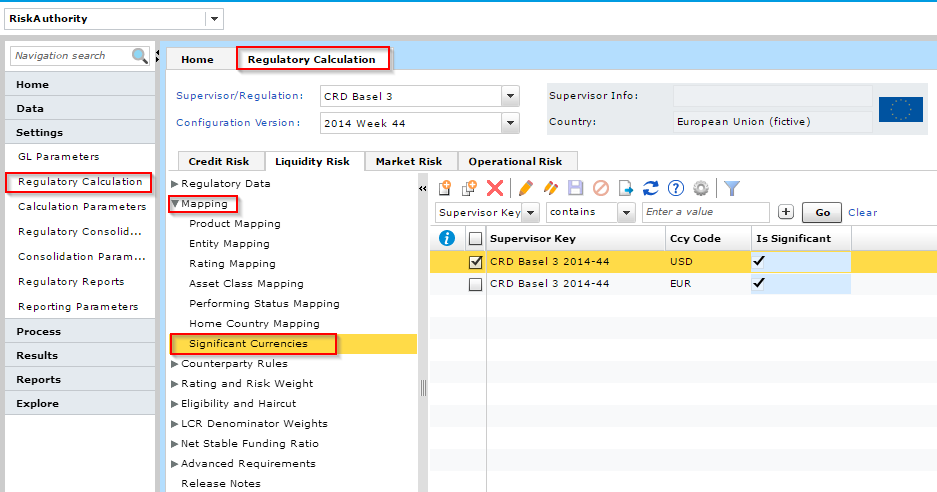 RiskAuthority
Navigation search
Home
Data
Settings
GL Parameters
Regulatory Calculation
Calculation Parameters
Regulatory Consolid...
Consolidation Param...
Regulatory Reports
Reporting Parameters
Process
Results
Reports
Explore
Home Regulatory Calculation
Supervisor/Regulation: CRD Basel 3
Configuration Version: 2014 Week 44
Supervisor Info:
Country: European Union (fictive)
Credit Risk Liquidity Risk Market Risk Operational Risk
Regulatory Data
Mapping
Product Mapping
Entity Mapping
Rating Mapping
Asset Class Mapping
Performing Status Mapping
Home Country Mapping
Significant Currencies
Counterparty Rules
Rating and Risk Weight
Eligibility and Haircut
LCR Denominator Weights
Net Stable Funding Ratio
Advanced Requirements
Release Notes
Supervisor Key contains Enter a value Go Clear
Supervisor Key Ccy Code Is Significant
CRD Basel 3 2014-44 USD
CRD Basel 3 2014-44 EUR